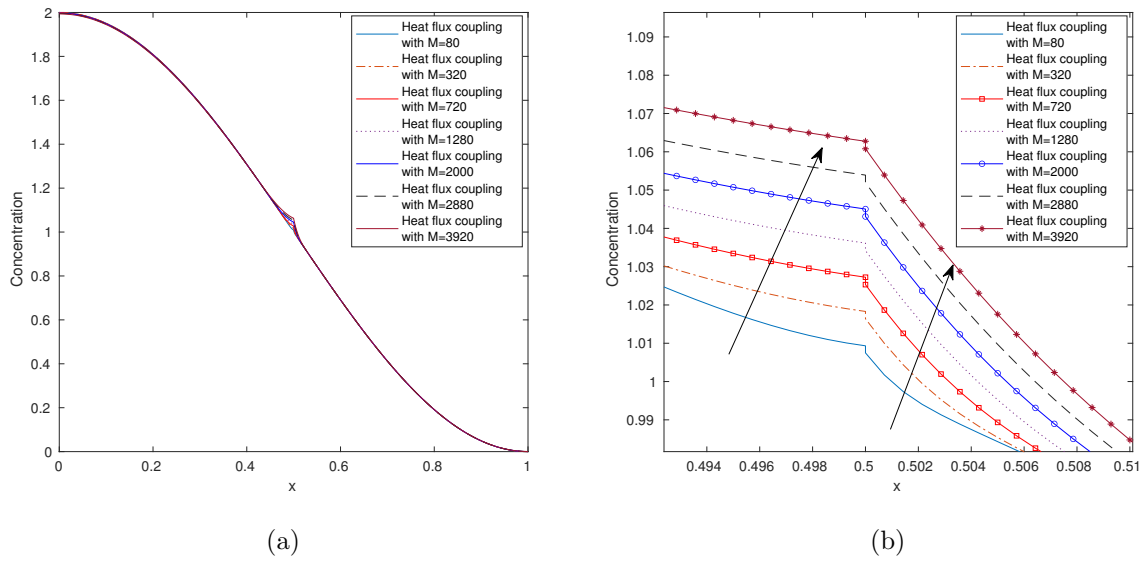 2
1.8
1.6
1.4
1.2
1
0.8
0.6
0.4
0.2
0
Concentration
0
0.2
0.4
0.6
0.8
1
x
Heat flux coupling
with M=80
Heat flux coupling
with M=320
Heat flux coupling
with M=720
Heat flux coupling
with M=1280
Heat flux coupling
with M=2000
Heat flux coupling
with M=2880
Heat flux coupling
with M=3920
(a)
1.09
1.08
1.07
1.06
1.05
1.04
1.03
1.02
1.01
1
0.99
Concentration
0.494
0.496
0.498
0.5
0.502
0.504
0.506
0.508
0.51
x
Heat flux coupling
with M=80
Heat flux coupling
with M=320
Heat flux coupling
with M=720
Heat flux coupling
with M=1280
Heat flux coupling
with M=2000
Heat flux coupling
with M=2880
Heat flux coupling
with M=3920
(b)